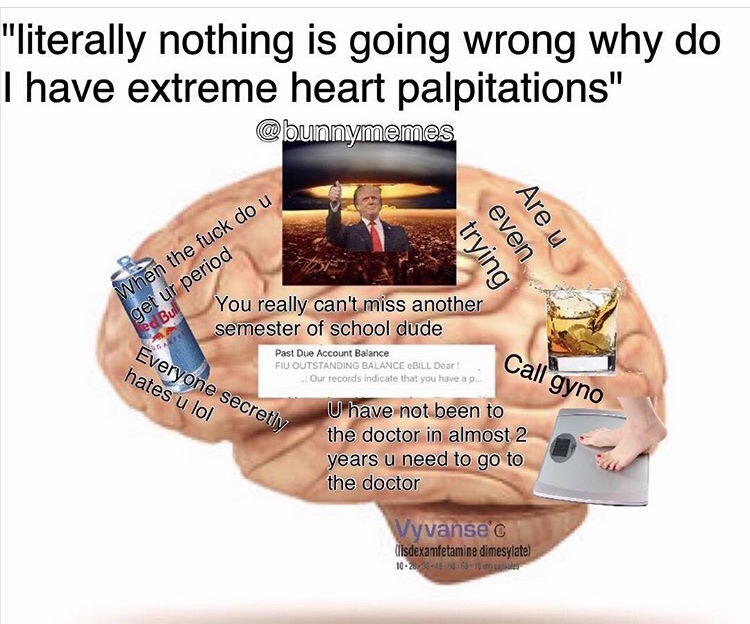 "literally nothing is going wrong why do
I have extreme heart palpitations"
@bunnymemes
When the fuck do u
get ur period
Are u
even
trying
Red Bull
You really can't miss another
semester of school dude
Past Due Account Balance
FIU OUTSTANDING BALANCE eBILL Dear
.: Our records indicate that you have a p...
Everyone secretly
hates u lol
Call gyno
U have not been to
the doctor in almost 2
years u need to go to
the doctor
Vyvanse
(lisdexamfetamine dimesylate)